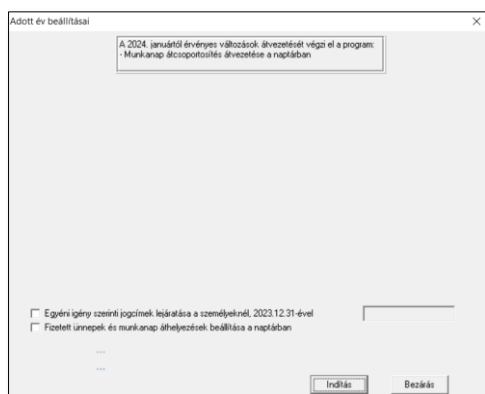 Adott év beállításai
A 2024. januártól érvényes változások átvezetését végzi el a program:
- Munkanap átcsoportosítés átvezetése a naptárban
Egyéni igény szerinti jogcímek lejáratása a személyeknél, 2023.12.31-ével
Fizetett ünnepek és munkanap áthelyezések beállítása a naptárban
...
...
Indítás
Bezárás